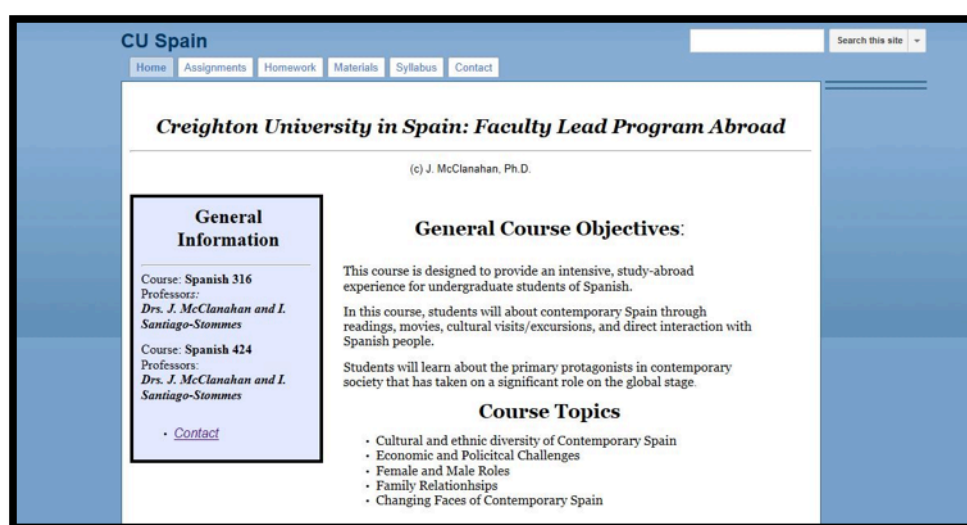 CU Spain
Search this site
Home Assignments Homework Materials Syllabus Contact
Creighton University in Spain: Faculty Lead Program Abroad
(c) J. McClanahan, Ph.D.
General
Information
Course: Spanish 316
Professors:
Drs. J. McClanahan and I.
Santiago-Stommes
Course: Spanish 424
Professors:
Drs. J. McClanahan and I.
Santiago-Stommes
• Contact
General Course Objectives:
This course is designed to provide an intensive, study-abroad
experience for undergraduate students of Spanish.
In this course, students will about contemporary Spain through
readings, movies, cultural visits/excursions, and direct interaction with
Spanish people.
Students will learn about the primary protagonists in contemporary
society that has taken on a significant role on the global stage.
Course Topics
• Cultural and ethnic diversity of Contemporary Spain
• Economic and Policitcal Challenges
• Female and Male Roles
• Family Relationhsips
• Changing Faces of Contemporary Spain